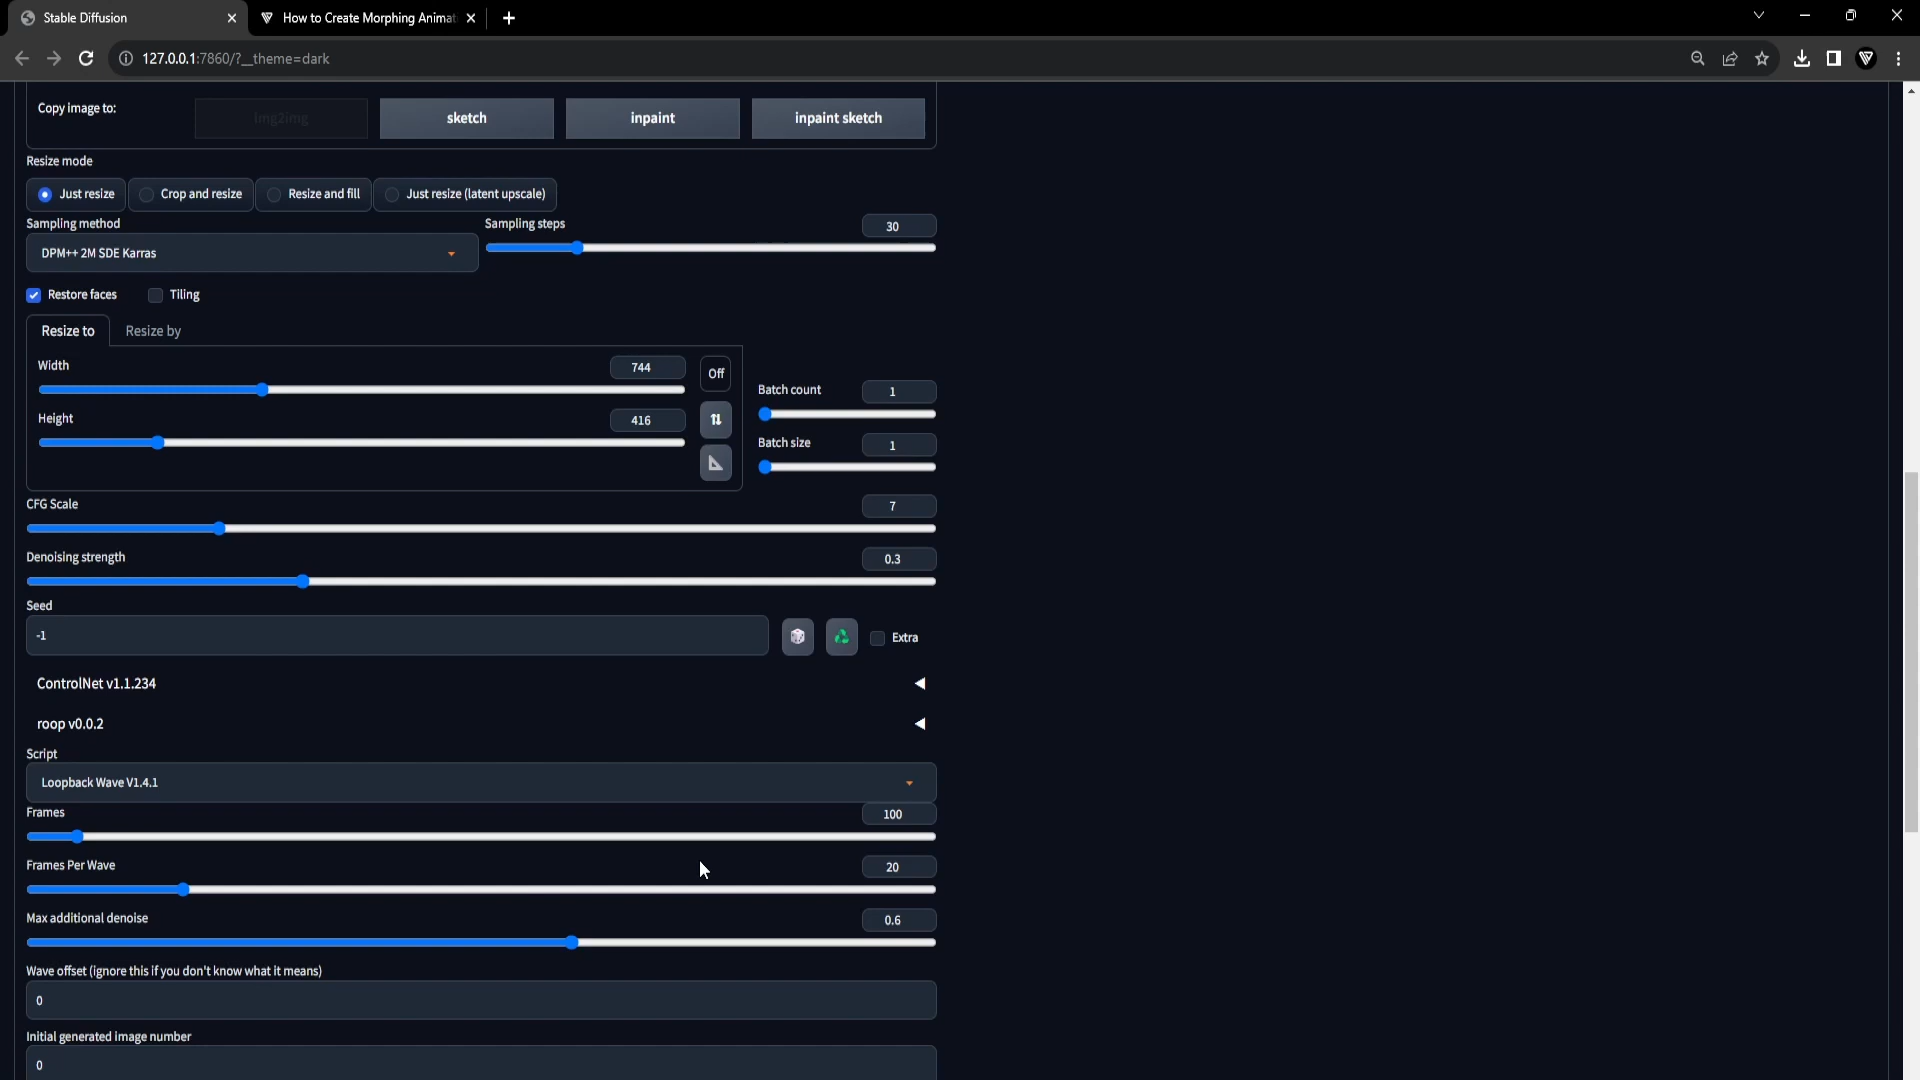 Stable Diffusion
How to Create Morphing Animat
127.0.0.1:7860/?__theme=dark
Copy image to:
img2img
sketch
inpaint
inpaint sketch
Resize mode
Just resize
Crop and resize
Resize and fill
Just resize (latent upscale)
Sampling method
Sampling steps
30
DPM++ 2M SDE Karras
Restore faces
Tiling
Resize to
Resize by
Width
744
Off
Height
416
Batch count
1
Batch size
1
CFG Scale
7
Denoising strength
0.3
Seed
-1
Extra
ControlNet v1.1.234
roop v0.0.2
Script
Loopback Wave V1.4.1
Frames
100
Frames Per Wave
20
Max additional denoise
0.6
Wave offset (ignore this if you don't know what it means)
0
Initial generated image number
0